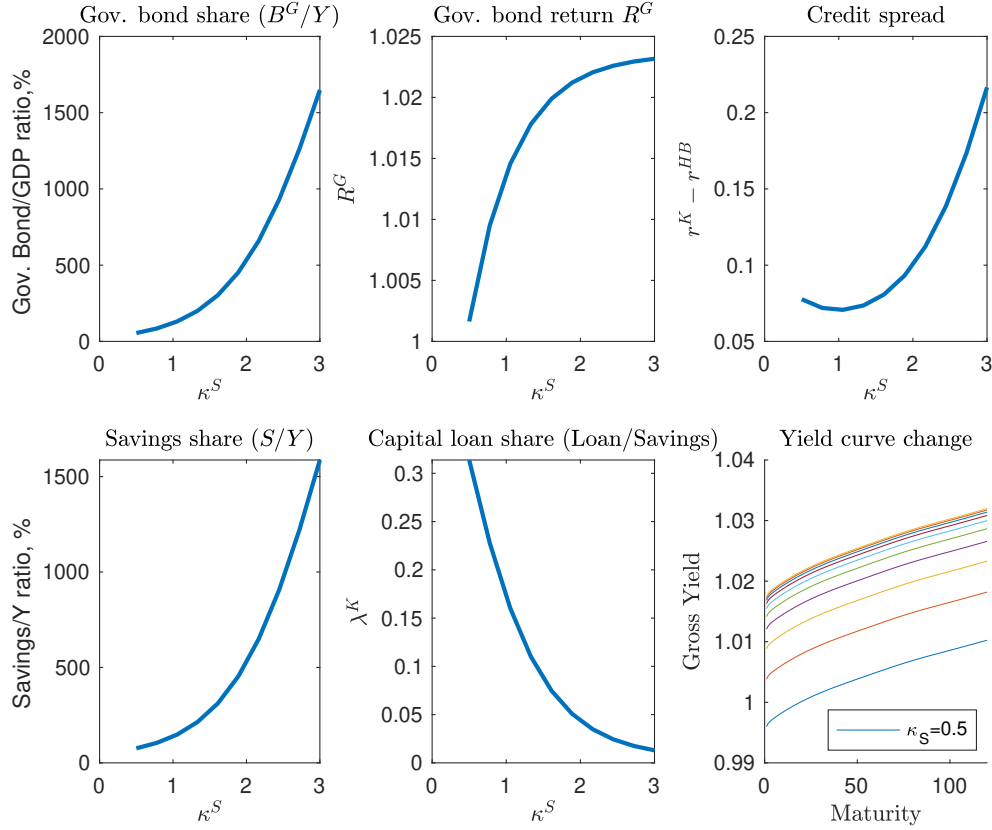 Gov. bond share (B^G/Y)
Gov. Bond/GDP ratio,%
2000
1500
1000
500
0
0 1 2 3
κ^S
Gov. bond return R^G
R^G
1.025
1.02
1.015
1.01
1.005
1
0 1 2 3
κ^S
Credit spread
r^K − r^{HB}
0.25
0.2
0.15
0.1
0.05
0 1 2 3
κ^S
Savings share (S/Y)
Savings/Y ratio, %
1500
1000
500
0
0 1 2 3
κ^S
Capital loan share (Loan/Savings)
λ^K
0.3
0.25
0.2
0.15
0.1
0.05
0
0 1 2 3
κ^S
Yield curve change
Gross Yield
1.04
1.03
1.02
1.01
1
0.99
κ_S=0.5
0 50 100
Maturity